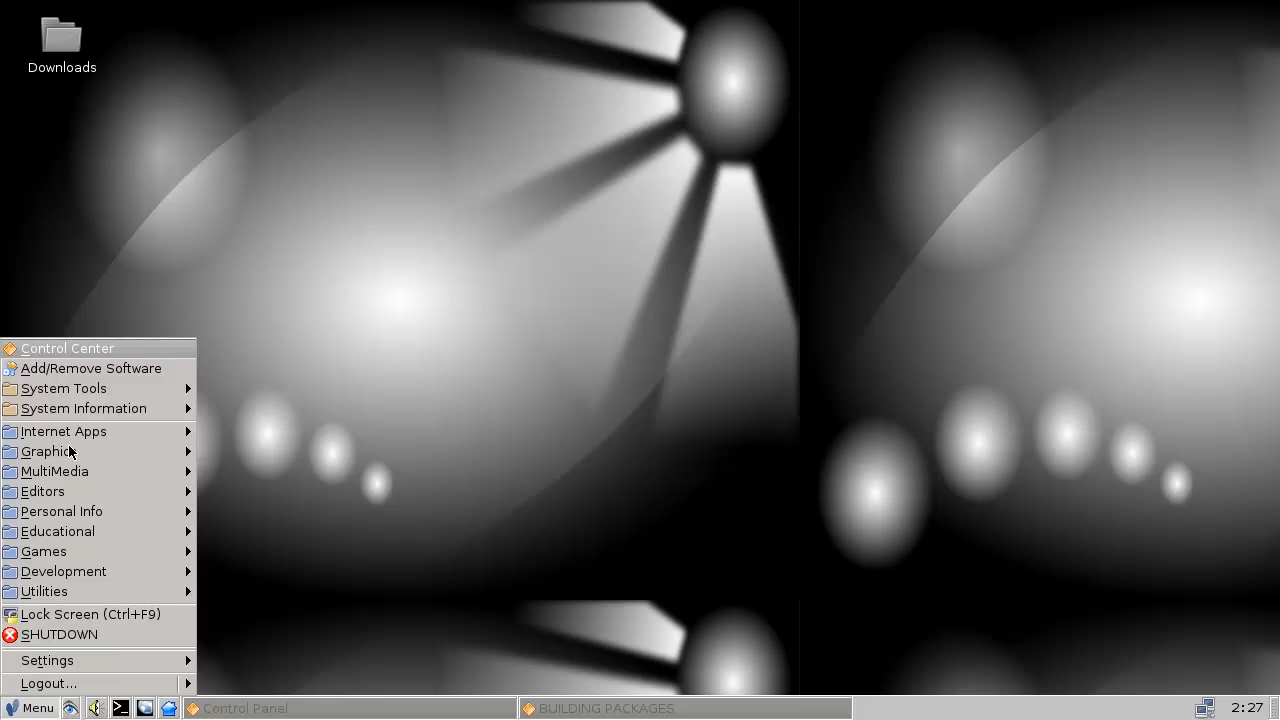 Downloads
Control Center
Add/Remove Software
System Tools
System Information
Internet Apps
Graphic
MultiMedia
Editors
Personal Info
Educational
Games
Development
Utilities
Lock Screen (Ctrl+F9)
SHUTDOWN
Settings
Logout...
Menu Control Panel BUILDING PACKAGES... 2:27